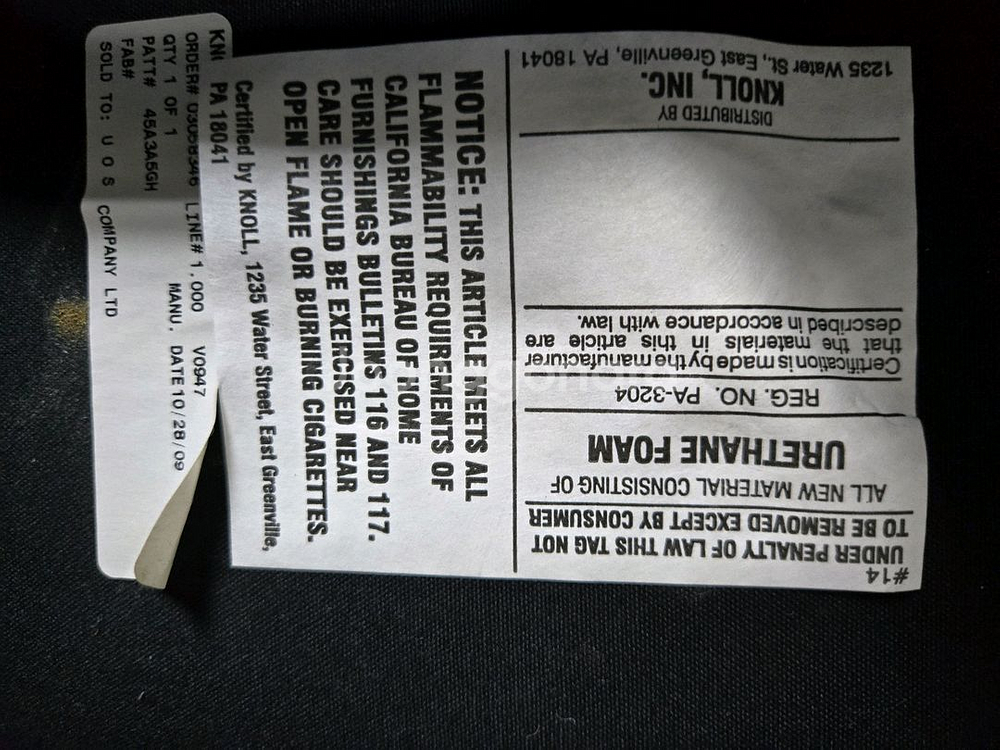 #14
UNDER PENALTY OF LAW THIS TAG NOT
TO BE REMOVED EXCEPT BY CONSUMER
ALL NEW MATERIAL CONSISTING OF
URETHANE FOAM
REG. NO. PA-3204
Certification is made by the manufacturer
that the materials in this article are
described in accordance with law.
DISTRIBUTED BY
KNOLL, INC.
1235 Water St., East Greenville, PA 18041
NOTICE: THIS ARTICLE MEETS ALL
FLAMMABILITY REQUIREMENTS OF
CALIFORNIA BUREAU OF HOME
FURNISHINGS BULLETINS 116 AND 117.
CARE SHOULD BE EXERCISED NEAR
OPEN FLAME OR BURNING CIGARETTES.
Certified by KNOLL, 1235 Water Street, East Greenville,
PA 18041
ORDER# LINE# 1.000 V0947
QTY 1 OF 1 MANU. DATE 10/28/09
PATT# 45A3A5GH
FAB#
SOLD TO: U O S COMPANY LTD